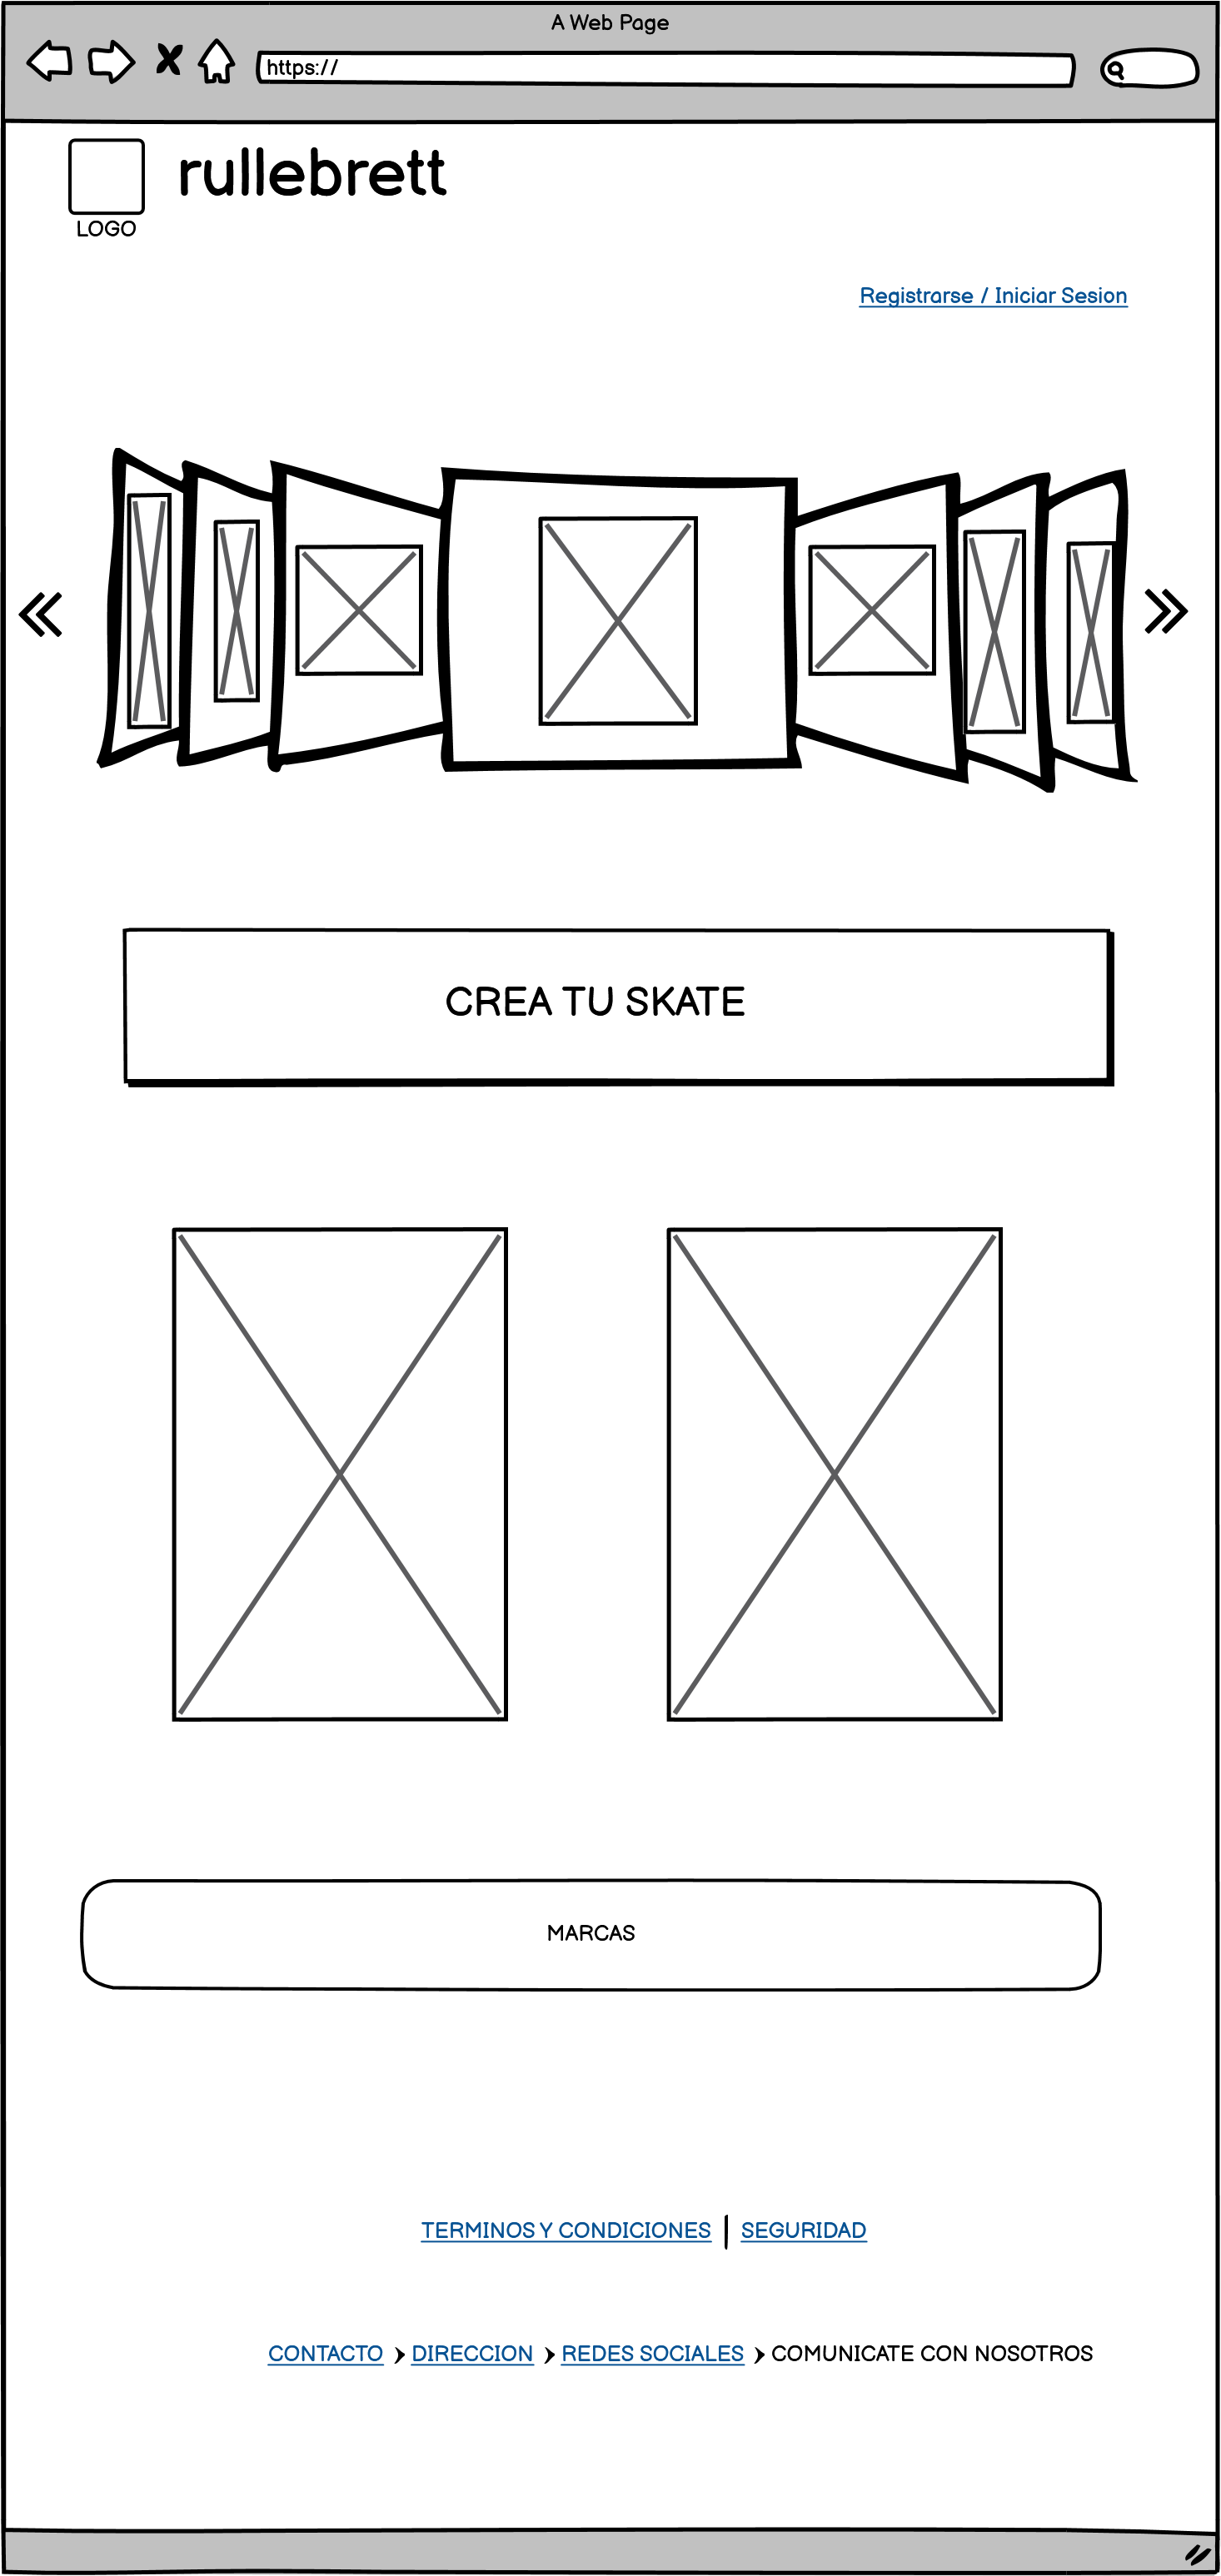 A Web Page
https://
rullebrett
LOGO
Registrarse / Iniciar Sesion
CREA TU SKATE
MARCAS
TERMINOS Y CONDICIONES | SEGURIDAD
CONTACTO > DIRECCION > REDES SOCIALES > COMUNICATE CON NOSOTROS